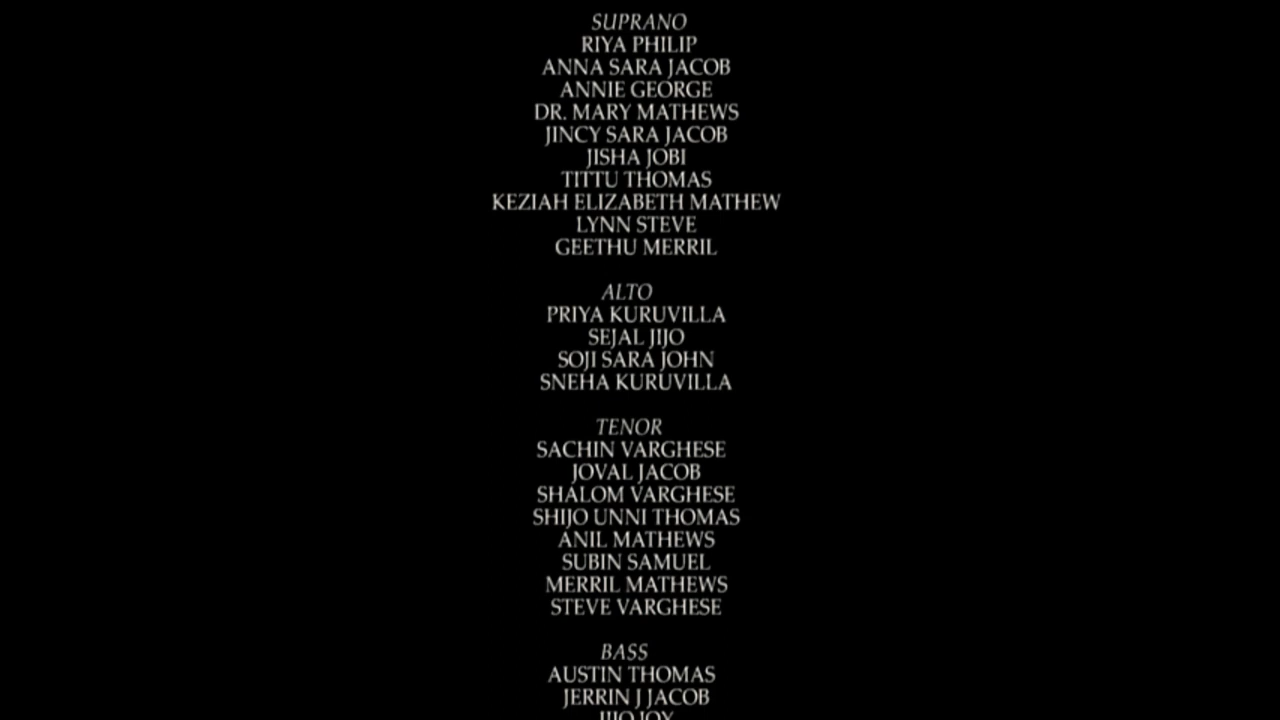 SUPRANO
RIYA PHILIP
ANNA SARA JACOB
ANNIE GEORGE
DR. MARY MATHEWS
JINCY SARA JACOB
JISHA JOBI
TITTU THOMAS
KEZIAH ELIZABETH MATHEW
LYNN STEVE
GEETHU MERRIL
ALTO
PRIYA KURUVILLA
SEJAL JIJO
SOJI SARA JOHN
SNEHA KURUVILLA
TENOR
SACHIN VARGHESE
JOVAL JACOB
SHALOM VARGHESE
SHIJO UNNI THOMAS
ANIL MATHEWS
SUBIN SAMUEL
MERRIL MATHEWS
STEVE VARGHESE
BASS
AUSTIN THOMAS
JERRIN J JACOB
JIJO JOY